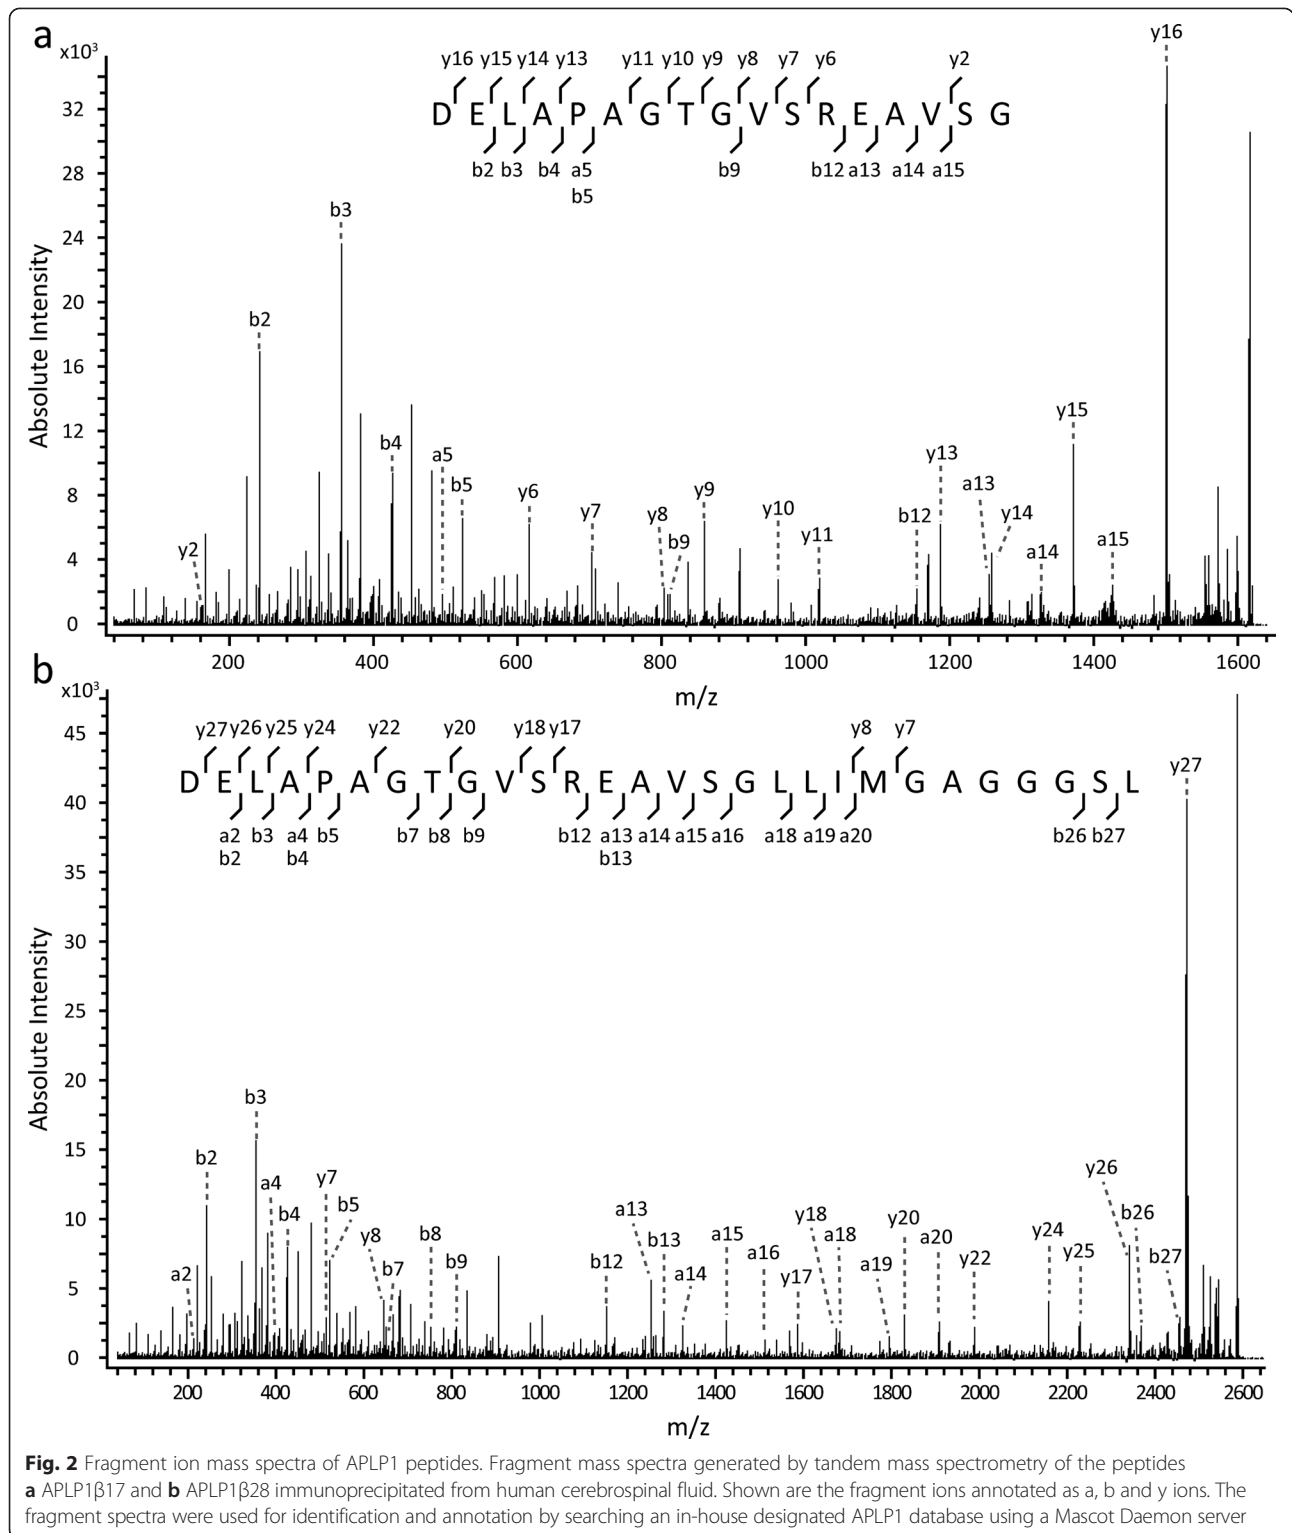 a
x10³
y16
y16 y15 y14 y13 y11 y10 y9 y8 y7 y6 y2
D E L A P A G T G V S R E A V S G
b2 b3 b4 a5 b9 b12 a13 a14 a15
b5
32
28
24
20
16
12
8
4
0
Absolute Intensity
y2
b2
b3
b4
a5
b5
y6
y7
y8
b9
y9
y10
y11
b12
y13
a13
y14
a14
y15
a15
200 400 600 800 1000 1200 1400 1600
m/z
b
x10³
y27 y26 y25 y24 y22 y20 y18 y17 y8 y7
D E L A P A G T G V S R E A V S G L L I M G A G G G S L
a2 b3 a4 b5 b7 b8 b9 b12 a13 a14 a15 a16 a18 a19 a20 b26 b27
b2 b4 b13
45
40
35
30
25
20
15
10
5
0
Absolute Intensity
a2
b2
b3
a4
b4
y7
b5
y8
b7
b8
b9
b12
a13
b13
a14
a15
a16
y17
y18
a18
a19
y20
a20
y22
y24
y25
y26
b26
b27
y27
200 400 600 800 1000 1200 1400 1600 1800 2000 2200 2400 2600
m/z
Fig. 2 Fragment ion mass spectra of APLP1 peptides. Fragment mass spectra generated by tandem mass spectrometry of the peptides
a APLP1β17 and b APLP1β28 immunoprecipitated from human cerebrospinal fluid. Shown are the fragment ions annotated as a, b and y ions. The
fragment spectra were used for identification and annotation by searching an in-house designated APLP1 database using a Mascot Daemon server